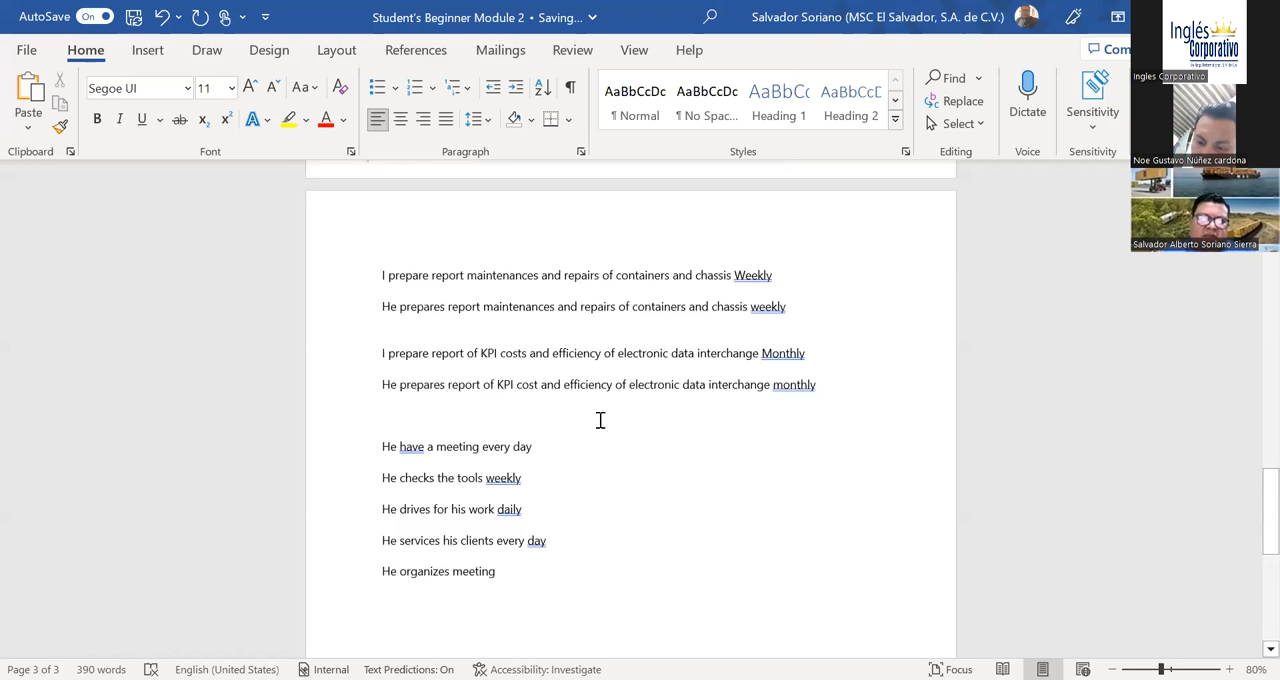 AutoSave On Student's Beginner Module 2 • Saving... Salvador Soriano (MSC El Salvador, S.A. de C.V.)
File Home Insert Draw Design Layout References Mailings Review View Help Com
Inglés Corporativo
Ingles Corporativo
Noe Gustavo Núñez cardona
Salvador Alberto Soriano Sierra
Paste
Clipboard
Segoe UI 11
Font
Paragraph
AaBbCcDc AaBbCcDc AaBbCc AaBbCcD
¶ Normal ¶ No Spac... Heading 1 Heading 2
Styles
Find
Replace
Select
Editing
Dictate
Voice
Sensitivity
Sensitivity
I prepare report maintenances and repairs of containers and chassis Weekly
He prepares report maintenances and repairs of containers and chassis weekly
I prepare report of KPI costs and efficiency of electronic data interchange Monthly
He prepares report of KPI cost and efficiency of electronic data interchange monthly
He have a meeting every day
He checks the tools weekly
He drives for his work daily
He services his clients every day
He organizes meeting
Page 3 of 3 390 words English (United States) Internal Text Predictions: On Accessibility: Investigate Focus 80%